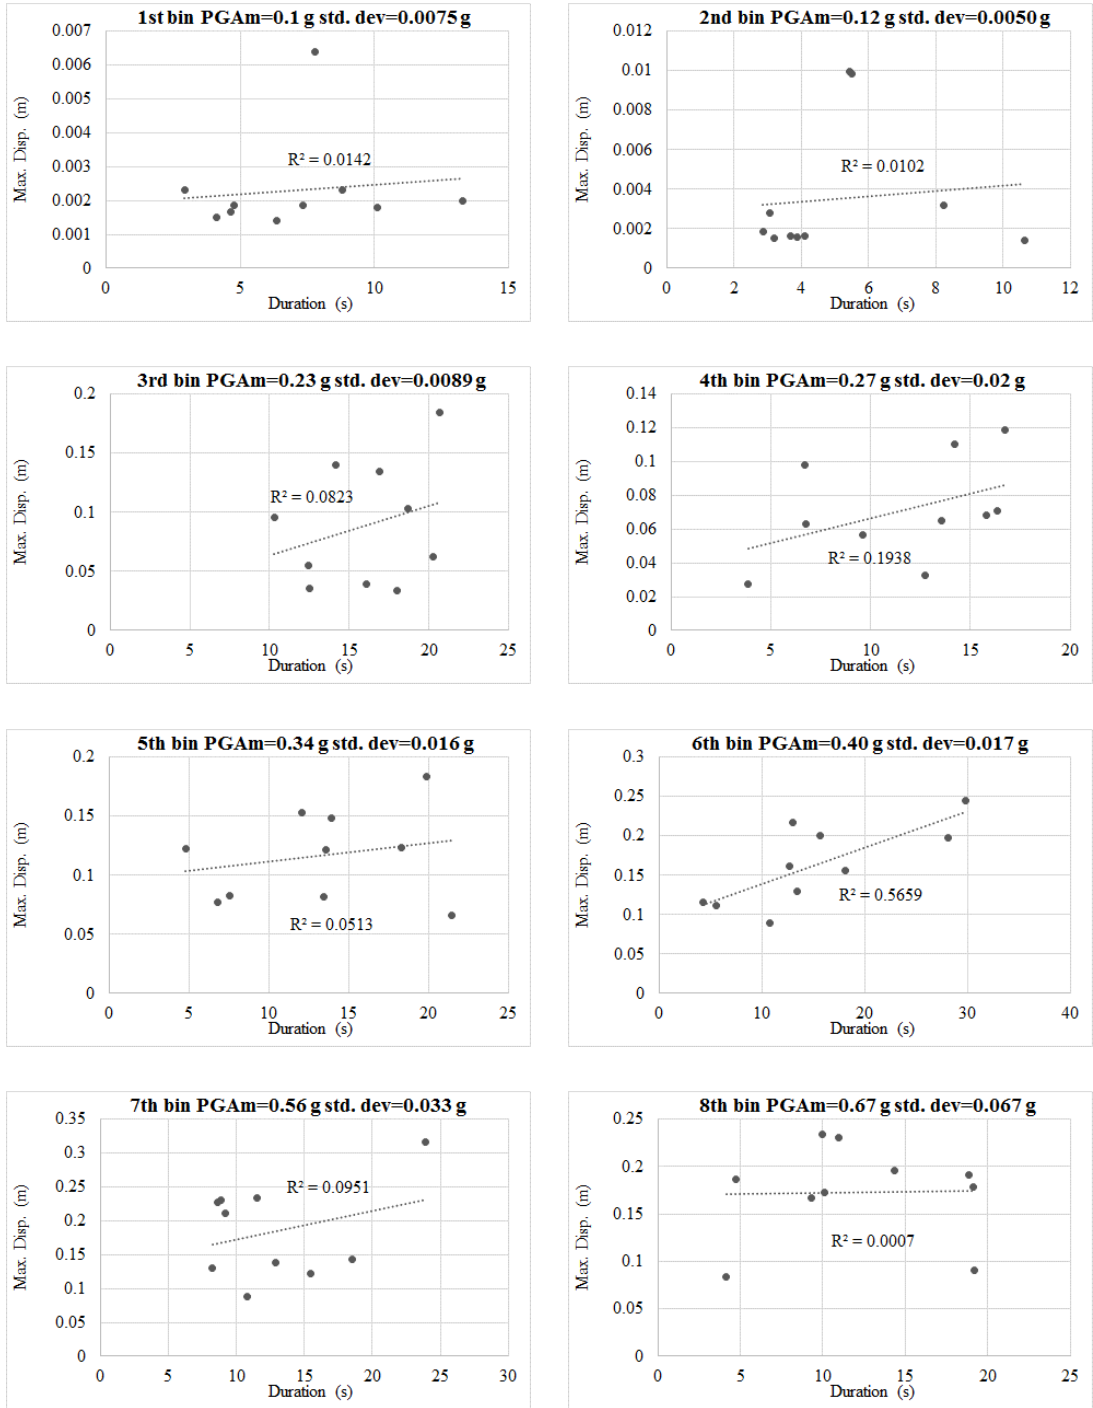 1st bin PGAm=0.1 g std. dev=0.0075 g
0.007
0.006
0.005
0.004
0.003
0.002
0.001
0
Max. Disp. (m)
R² = 0.0142
0 5 10 15
Duration (s)
2nd bin PGAm=0.12 g std. dev=0.0050 g
0.012
0.01
0.008
0.006
0.004
0.002
0
Max. Disp. (m)
R² = 0.0102
0 2 4 6 8 10 12
Duration (s)
3rd bin PGAm=0.23 g std. dev=0.0089 g
0.2
0.15
0.1
0.05
0
Max. Disp. (m)
R² = 0.0823
0 5 10 15 20 25
Duration (s)
4th bin PGAm=0.27 g std. dev=0.02 g
0.14
0.12
0.1
0.08
0.06
0.04
0.02
0
Max. Disp. (m)
R² = 0.1938
0 5 10 15 20
Duration (s)
5th bin PGAm=0.34 g std. dev=0.016 g
0.2
0.15
0.1
0.05
0
Max. Disp. (m)
R² = 0.0513
0 5 10 15 20 25
Duration (s)
6th bin PGAm=0.40 g std. dev=0.017 g
0.3
0.25
0.2
0.15
0.1
0.05
0
Max. Disp. (m)
R² = 0.5659
0 10 20 30 40
Duration (s)
7th bin PGAm=0.56 g std. dev=0.033 g
0.35
0.3
0.25
0.2
0.15
0.1
0.05
0
Max. Disp. (m)
R² = 0.0951
0 5 10 15 20 25 30
Duration (s)
8th bin PGAm=0.67 g std. dev=0.067 g
0.25
0.2
0.15
0.1
0.05
0
Max. Disp. (m)
R² = 0.0007
0 5 10 15 20 25
Duration (s)